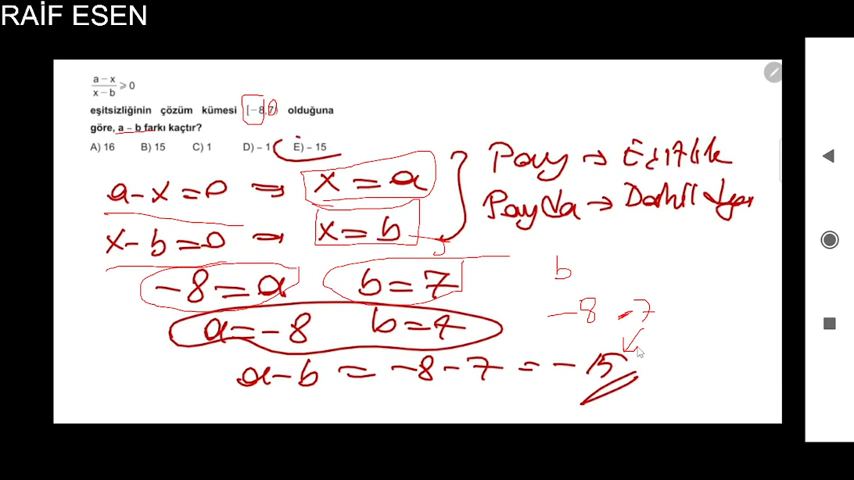 RAİF ESEN
a – x / x – b ⩾ 0
eşitsizliğinin çözüm kümesi [–8,7) olduğuna
göre, a – b farkı kaçtır?
A) 16 B) 15 C) 1 D) – 1 E) – 15
a-x=0 ⇒ x=a
x-b=0 ⇒ x=b
Pay → Eşitlik
Payda → Dahil
-8=a b=7
b
a=-8 b=7
-8 -7
a-b = -8-7 = -15